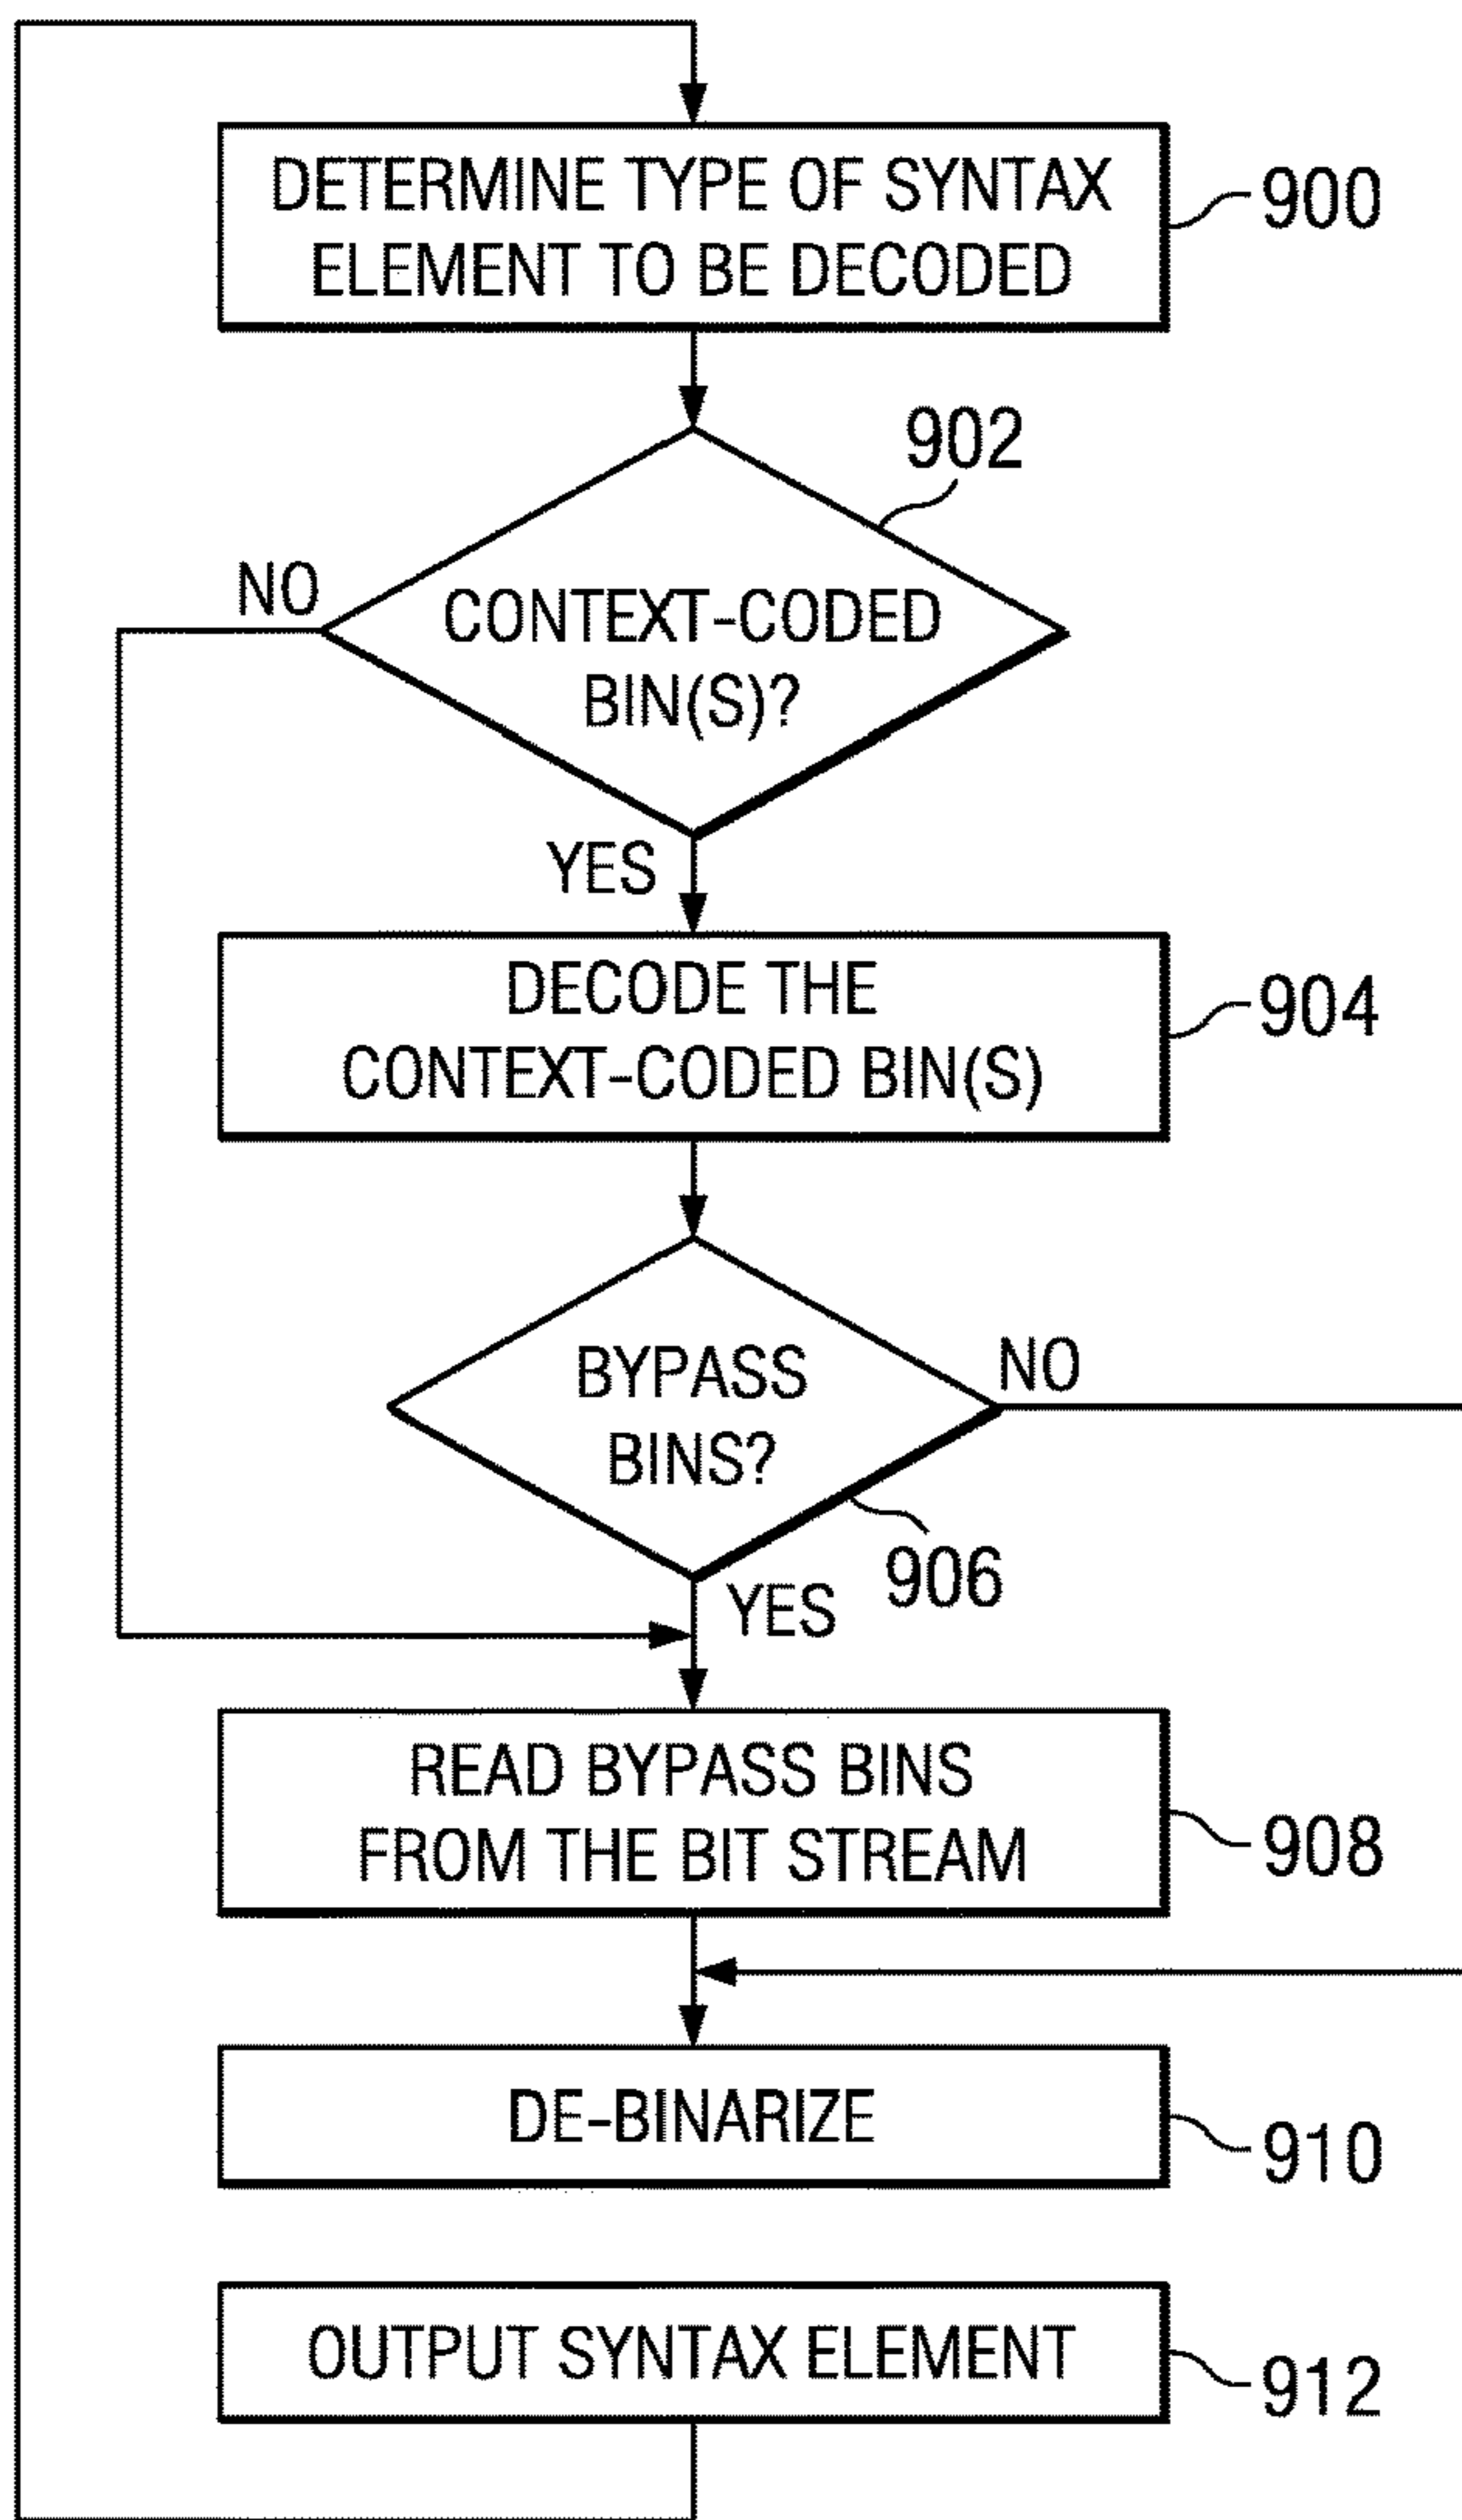 DETERMINE TYPE OF SYNTAX
ELEMENT TO BE DECODED
900
902
NO
CONTEXT-CODED
BIN(S)?
YES
DECODE THE
CONTEXT-CODED BIN(S)
904
BYPASS
BINS?
NO
906
YES
READ BYPASS BINS
FROM THE BIT STREAM
908
DE-BINARIZE
910
OUTPUT SYNTAX ELEMENT
912